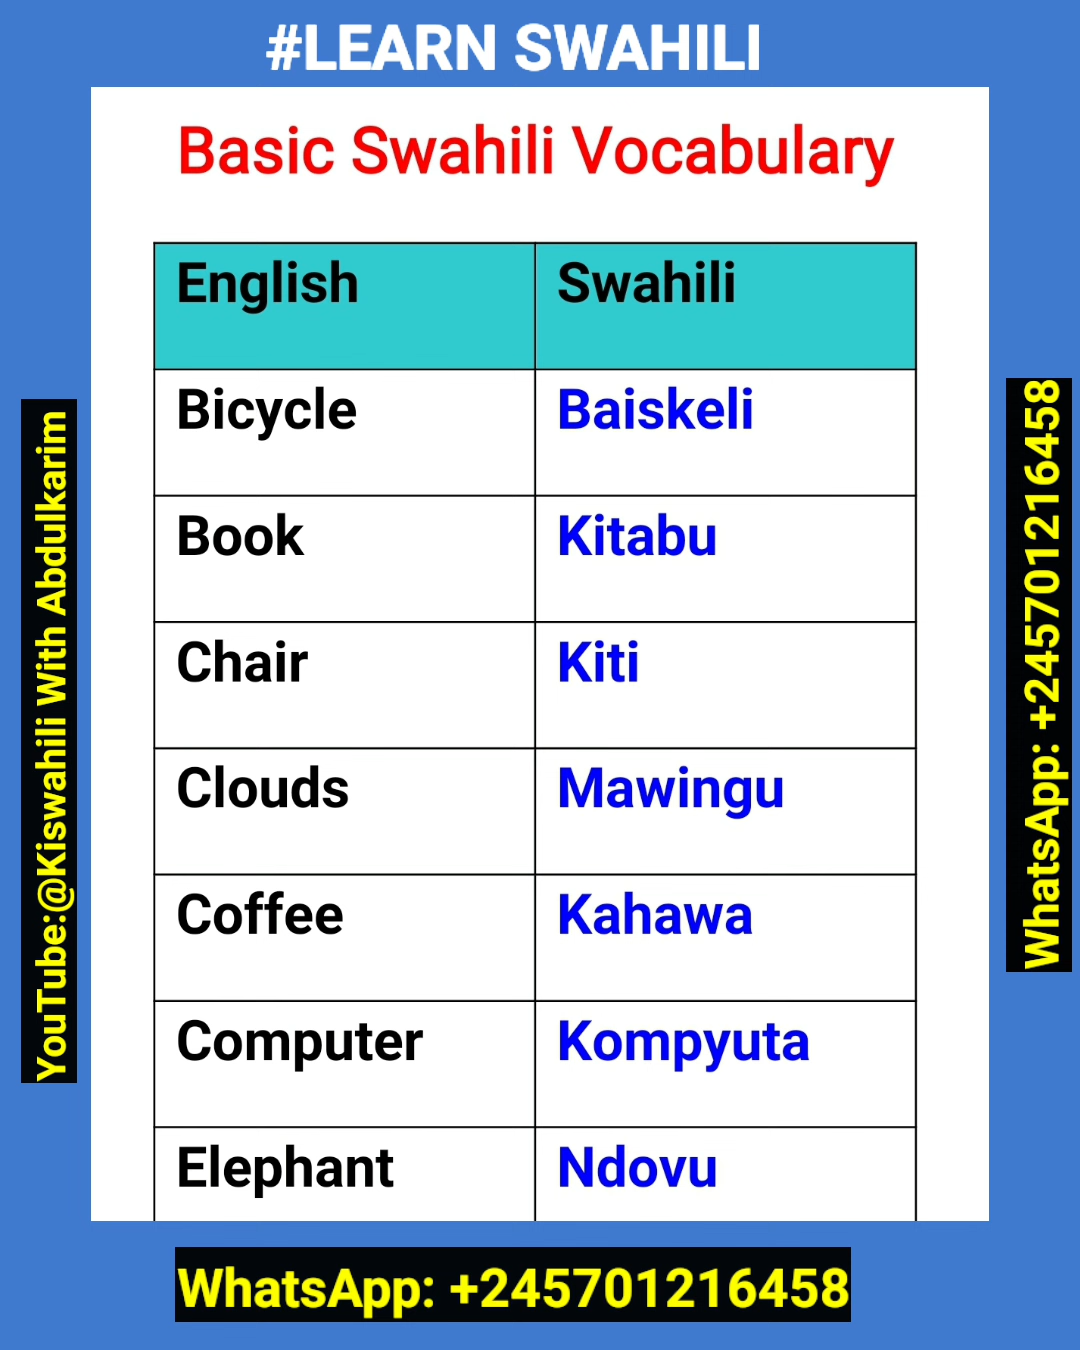 #LEARN SWAHILI
Basic Swahili Vocabulary
English Swahili
Bicycle Baiskeli
Book Kitabu
Chair Kiti
Clouds Mawingu
Coffee Kahawa
Computer Kompyuta
Elephant Ndovu
YouTube:@Kiswahili With Abdulkarim
WhatsApp: +245701216458
WhatsApp: +245701216458